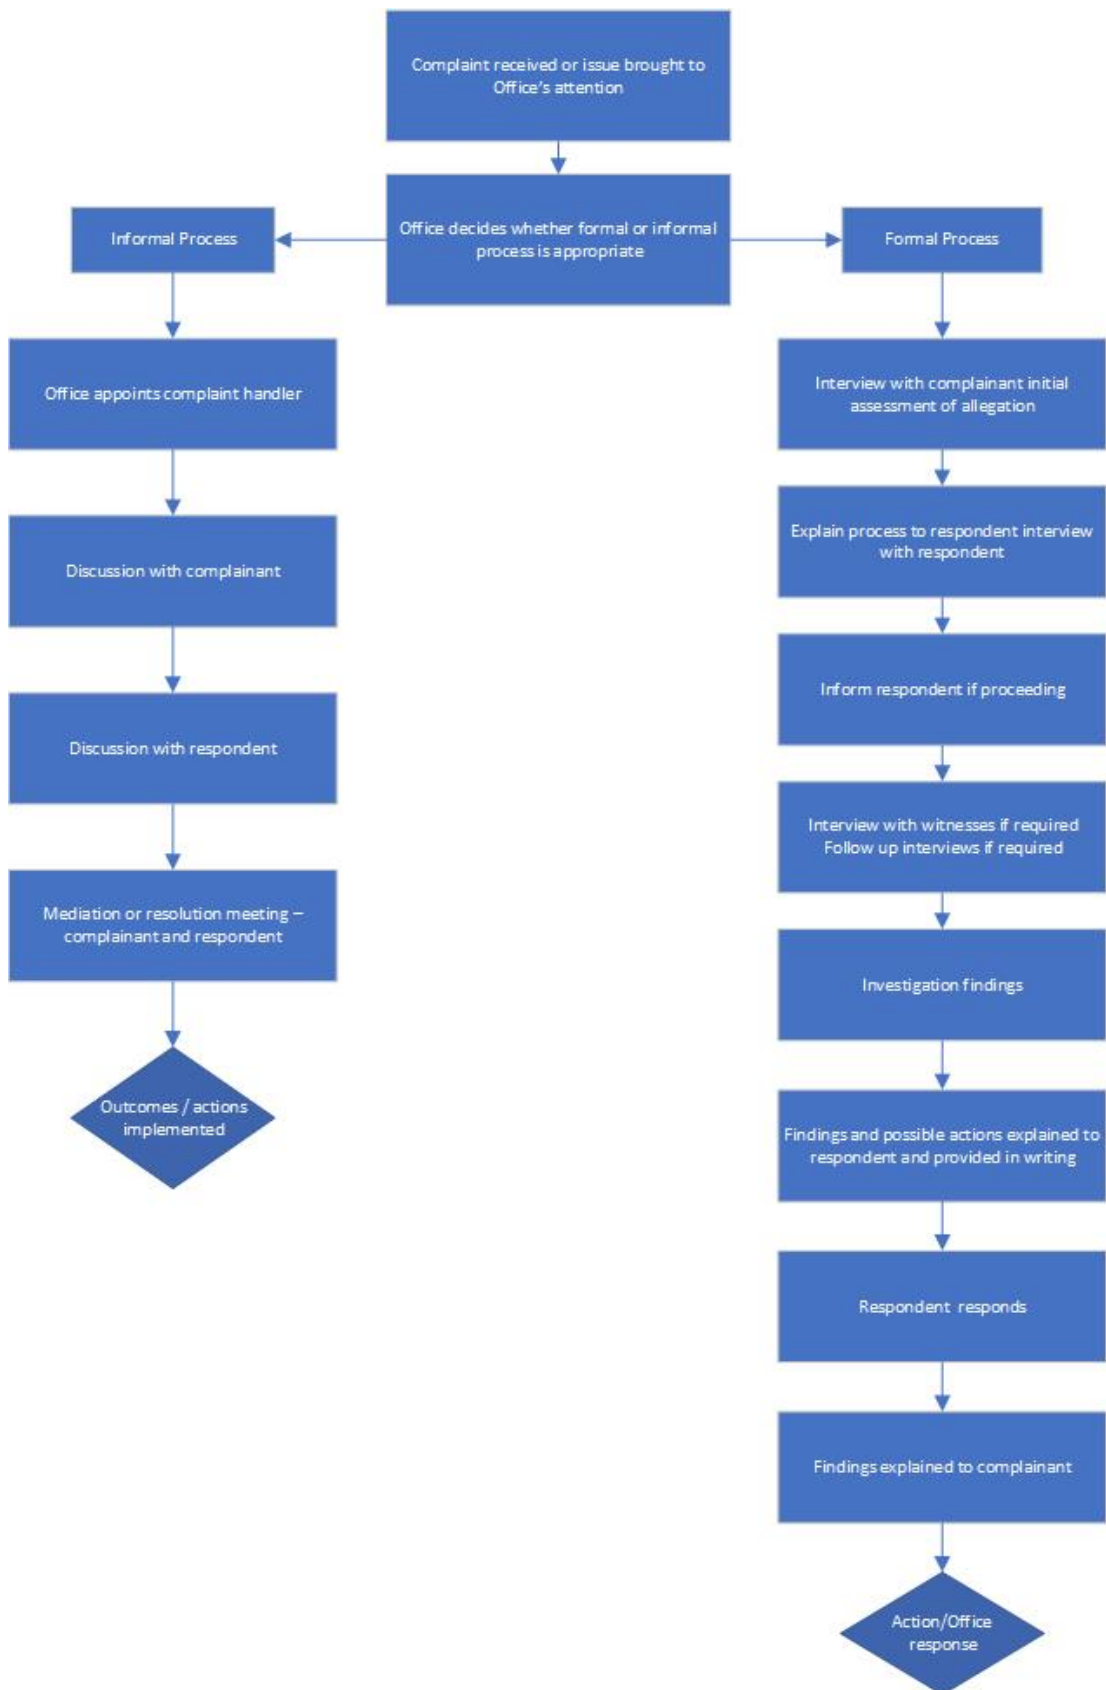 Complaint received or issue brought to
Office's attention
Office decides whether formal or informal
process is appropriate
Informal Process
Office appoints complaint handler
Discussion with complainant
Discussion with respondent
Mediation or resolution meeting –
complainant and respondent
Outcomes / actions
implemented
Formal Process
Interview with complainant initial
assessment of allegation
Explain process to respondent interview
with respondent
Inform respondent if proceeding
Interview with witnesses if required
Follow up interviews if required
Investigation findings
Findings and possible actions explained to
respondent and provided in writing
Respondent responds
Findings explained to complainant
Action/Office
response